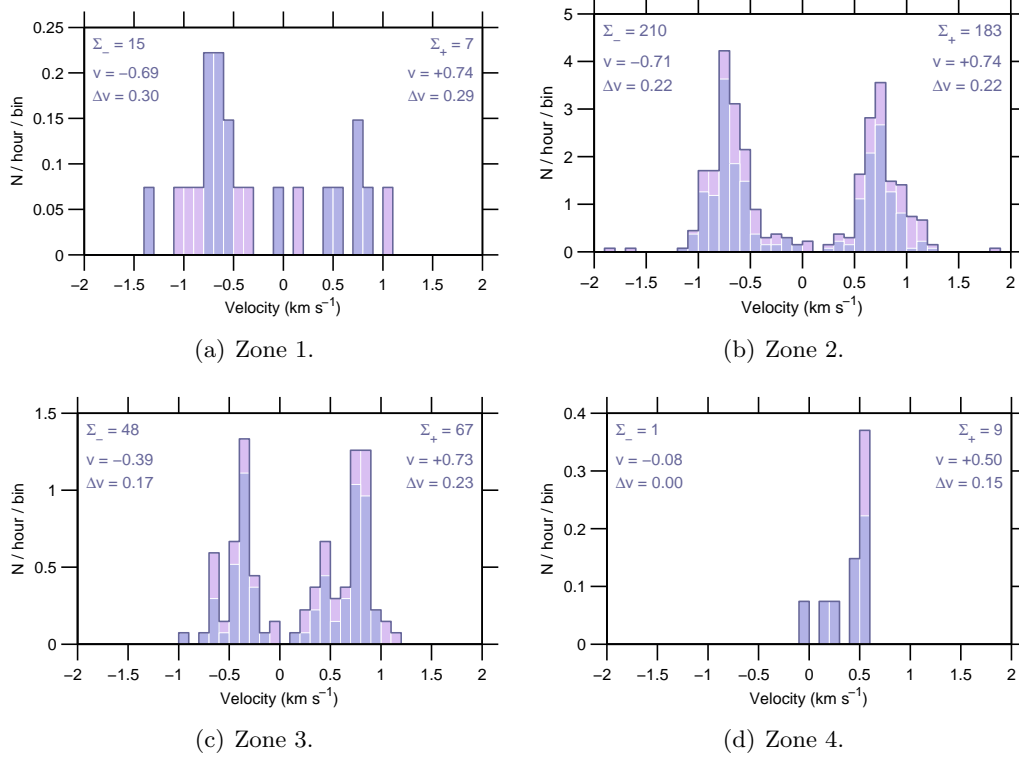 0.25
0.2
0.15
0.1
0.05
0
N / hour / bin
Σ− = 15
v = −0.69
Δv = 0.30
Σ+ = 7
v = +0.74
Δv = 0.29
−2 −1.5 −1 −0.5 0 0.5 1 1.5 2
Velocity (km s−1)
(a) Zone 1.
5
4
3
2
1
0
N / hour / bin
Σ− = 210
v = −0.71
Δv = 0.22
Σ+ = 183
v = +0.74
Δv = 0.22
−2 −1.5 −1 −0.5 0 0.5 1 1.5 2
Velocity (km s−1)
(b) Zone 2.
1.5
1
0.5
0
N / hour / bin
Σ− = 48
v = −0.39
Δv = 0.17
Σ+ = 67
v = +0.73
Δv = 0.23
−2 −1.5 −1 −0.5 0 0.5 1 1.5 2
Velocity (km s−1)
(c) Zone 3.
0.4
0.3
0.2
0.1
0
N / hour / bin
Σ− = 1
v = −0.08
Δv = 0.00
Σ+ = 9
v = +0.50
Δv = 0.15
−2 −1.5 −1 −0.5 0 0.5 1 1.5 2
Velocity (km s−1)
(d) Zone 4.